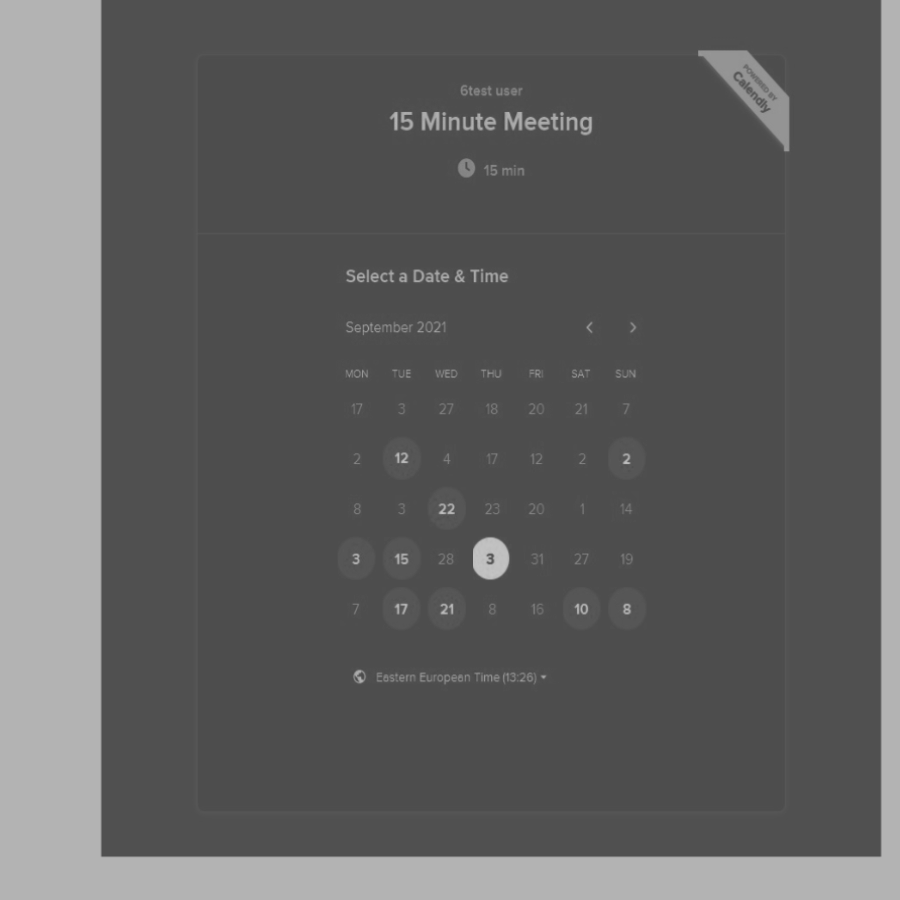 POWERED BY
Calendly
6test user
15 Minute Meeting
15 min
Select a Date & Time
September 2021
MON TUE WED THU FRI SAT SUN
17 3 27 18 20 21 7
2 12 4 17 12 2 2
8 3 22 23 20 1 14
3 15 28 3 31 27 19
7 17 21 8 16 10 8
Eastern European Time (13:26)